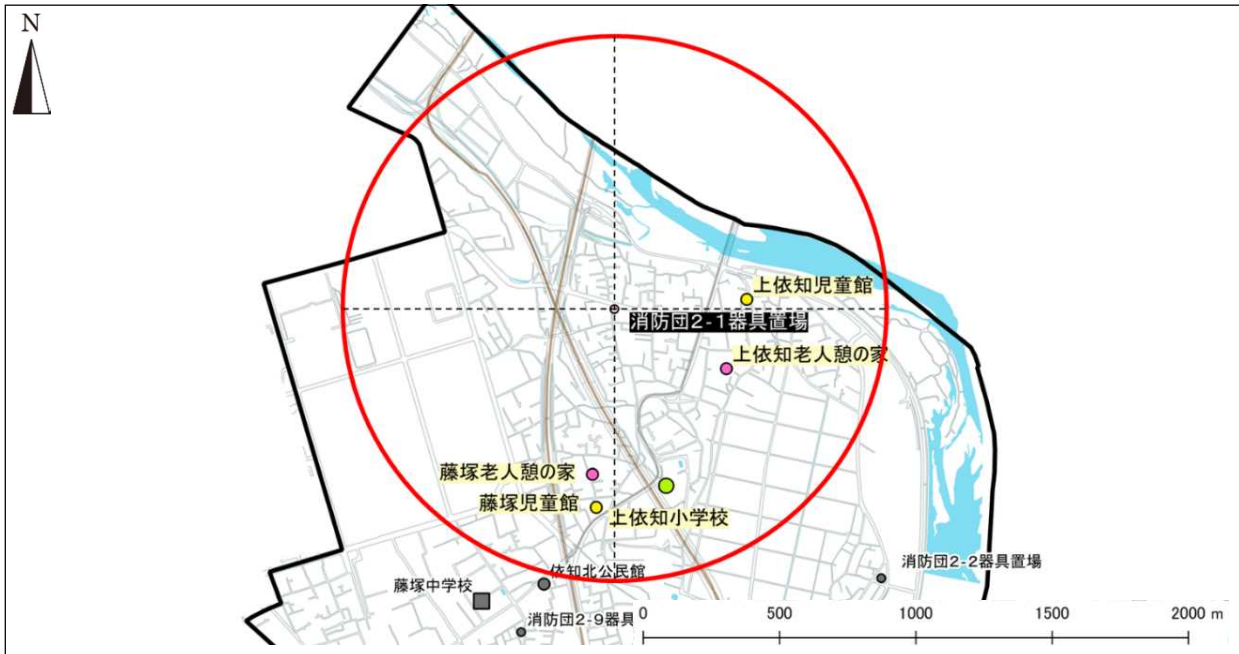 N
上依知児童館
消防団2-1器具置場
上依知老人憩の家
藤塚老人憩の家
藤塚児童館
上依知小学校
消防団2-2器具置場
依知北公民館
藤塚中学校
消防団2-9器具
0 500 1000 1500 2000 m